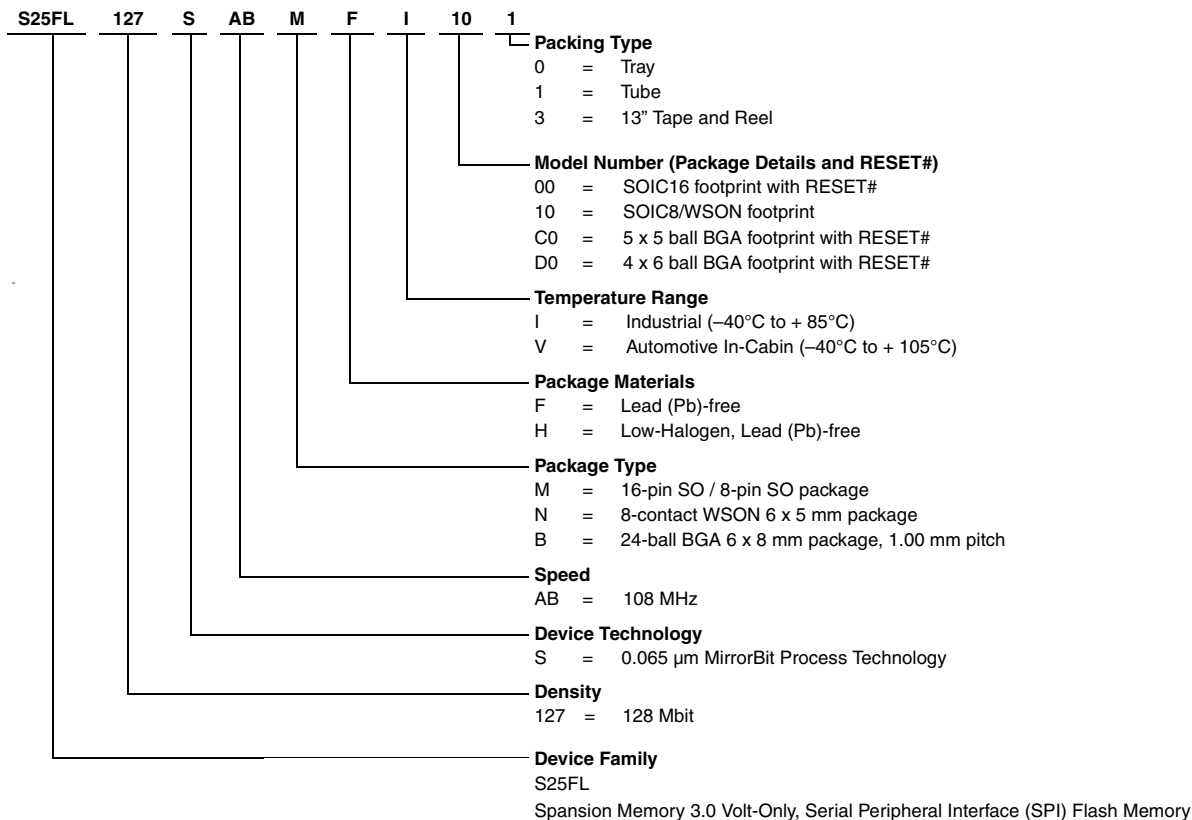 S25FL 127 S AB M F I 10 1
Packing Type
0 = Tray
1 = Tube
3 = 13” Tape and Reel
Model Number (Package Details and RESET#)
00 = SOIC16 footprint with RESET#
10 = SOIC8/WSON footprint
C0 = 5 x 5 ball BGA footprint with RESET#
D0 = 4 x 6 ball BGA footprint with RESET#
Temperature Range
I = Industrial (–40°C to + 85°C)
V = Automotive In-Cabin (–40°C to + 105°C)
Package Materials
F = Lead (Pb)-free
H = Low-Halogen, Lead (Pb)-free
Package Type
M = 16-pin SO / 8-pin SO package
N = 8-contact WSON 6 x 5 mm package
B = 24-ball BGA 6 x 8 mm package, 1.00 mm pitch
Speed
AB = 108 MHz
Device Technology
S = 0.065 µm MirrorBit Process Technology
Density
127 = 128 Mbit
Device Family
S25FL
Spansion Memory 3.0 Volt-Only, Serial Peripheral Interface (SPI) Flash Memory